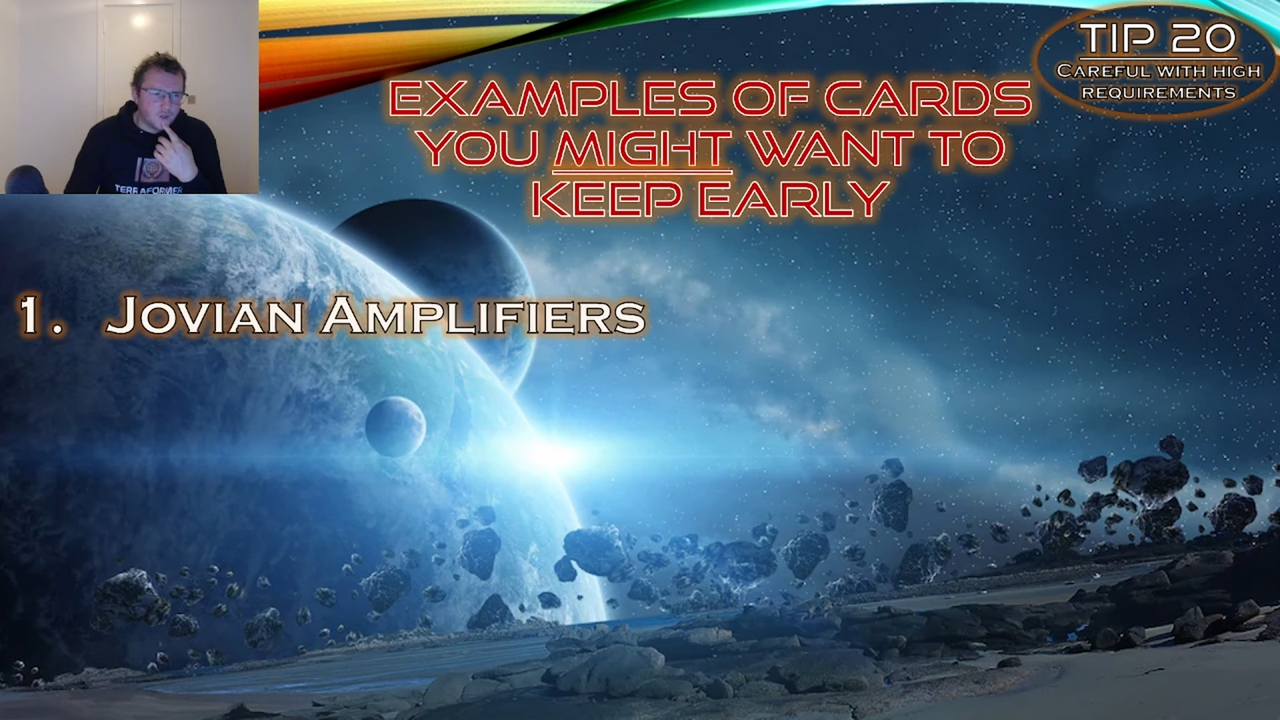 TIP 20
CAREFUL WITH HIGH
REQUIREMENTS
EXAMPLES OF CARDS
YOU MIGHT WANT TO
KEEP EARLY
TERRAFORMER
1. JOVIAN AMPLIFIERS